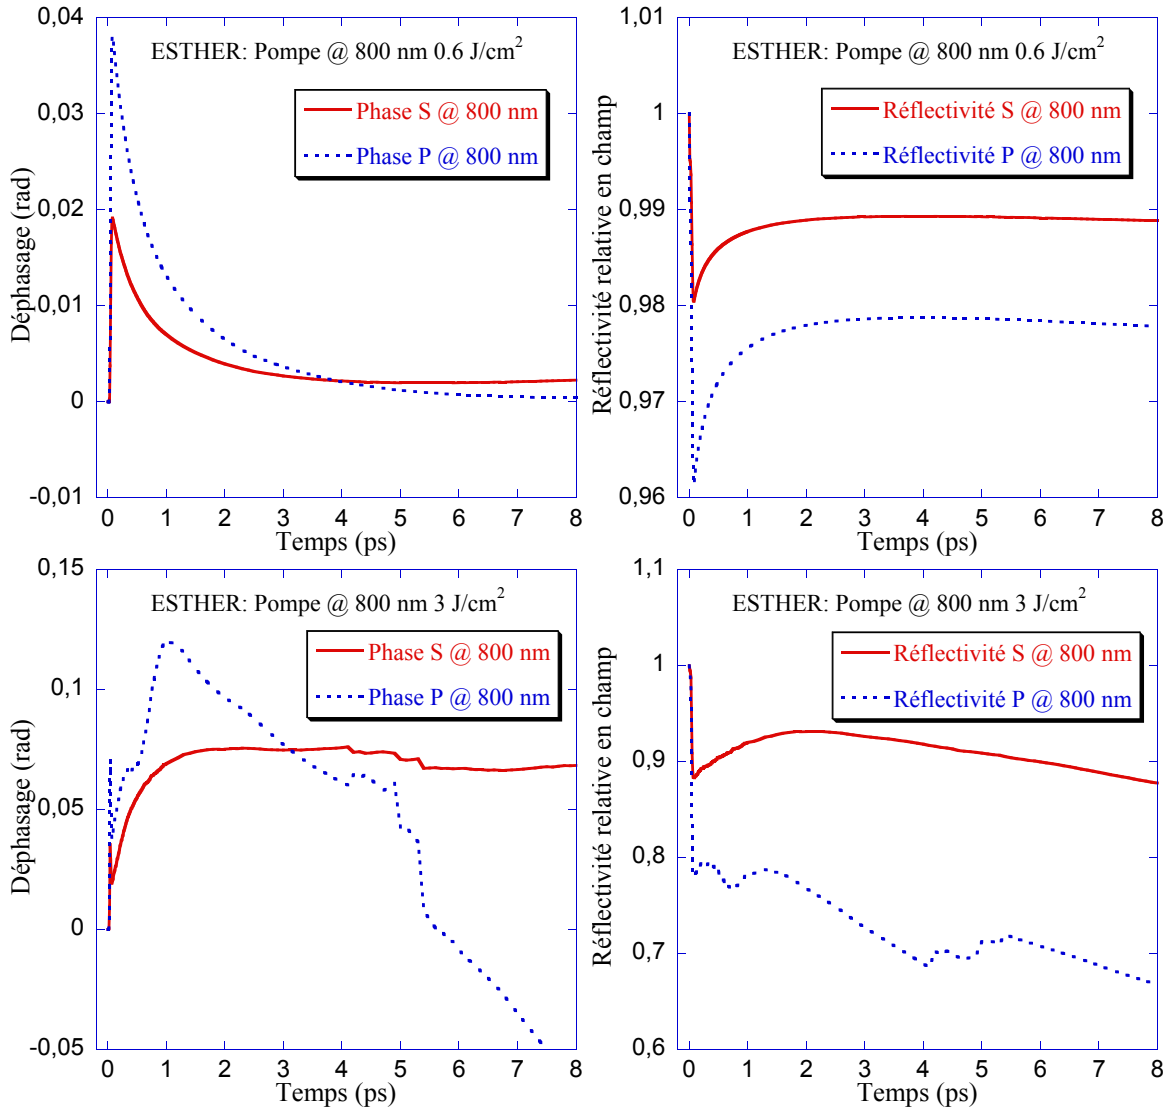 ESTHER: Pompe @ 800 nm 0.6 J/cm²
Phase S @ 800 nm
Phase P @ 800 nm
Déphasage (rad)
0,04
0,03
0,02
0,01
0
-0,01
0 1 2 3 4 5 6 7 8
Temps (ps)
ESTHER: Pompe @ 800 nm 0.6 J/cm²
Réflectivité S @ 800 nm
Réflectivité P @ 800 nm
Réflectivité relative en champ
1,01
1
0,99
0,98
0,97
0,96
0 1 2 3 4 5 6 7 8
Temps (ps)
ESTHER: Pompe @ 800 nm 3 J/cm²
Phase S @ 800 nm
Phase P @ 800 nm
Déphasage (rad)
0,15
0,1
0,05
0
-0,05
0 1 2 3 4 5 6 7 8
Temps (ps)
ESTHER: Pompe @ 800 nm 3 J/cm²
Réflectivité S @ 800 nm
Réflectivité P @ 800 nm
Réflectivité relative en champ
1,1
1
0,9
0,8
0,7
0,6
0 1 2 3 4 5 6 7 8
Temps (ps)